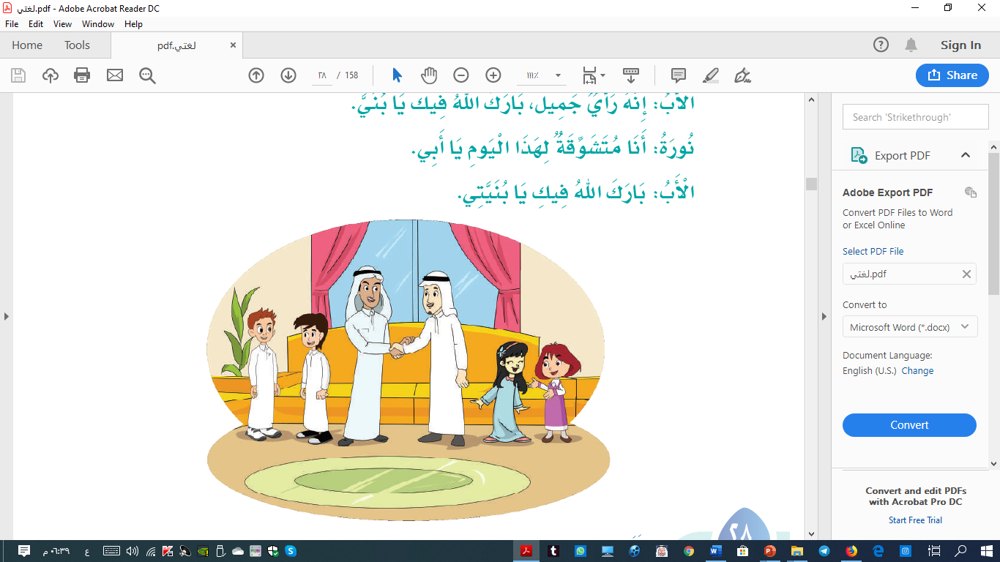 لغتي.pdf - Adobe Acrobat Reader DC
File Edit View Window Help
Home Tools لغتي.pdf Sign In
٢٨ / 158 ١١١٪ Share
الْأَبُ: إِنَّهُ رَأْيٌ جَمِيل، بَارَكَ اللهُ فِيك يَا بُنَيَّ.
نُورَةُ: أَنَا مُتَشَوِّقَةٌ لِهَذَا الْيَومِ يَا أَبِي.
الْأَبُ: بَارَكَ اللهُ فِيكِ يَا بُنَيَّتِي.
٢٨
Search 'Strikethrough'
Export PDF
Adobe Export PDF
Convert PDF Files to Word
or Excel Online
Select PDF File
لغتي.pdf
Convert to
Microsoft Word (*.docx)
Document Language:
English (U.S.) Change
Convert
Convert and edit PDFs
with Acrobat Pro DC
Start Free Trial
٠٦:٣٩ م ع